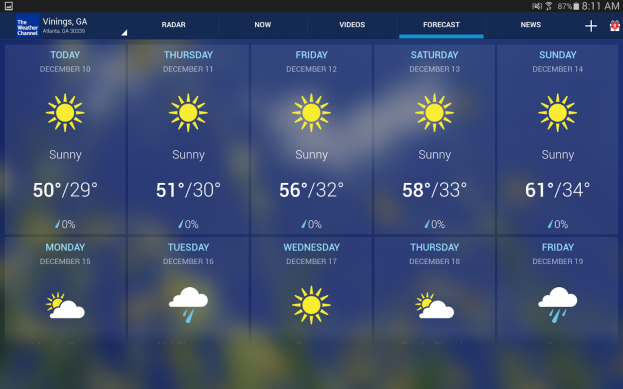 87% 8:11 AM
The
Weather
Channel
Vinings, GA
Atlanta, GA 30339
RADAR
NOW
VIDEOS
FORECAST
NEWS
TODAY
DECEMBER 10
Sunny
50°/29°
0%
THURSDAY
DECEMBER 11
Sunny
51°/30°
0%
FRIDAY
DECEMBER 12
Sunny
56°/32°
0%
SATURDAY
DECEMBER 13
Sunny
58°/33°
0%
SUNDAY
DECEMBER 14
Sunny
61°/34°
0%
MONDAY
DECEMBER 15
TUESDAY
DECEMBER 16
WEDNESDAY
DECEMBER 17
THURSDAY
DECEMBER 18
FRIDAY
DECEMBER 19